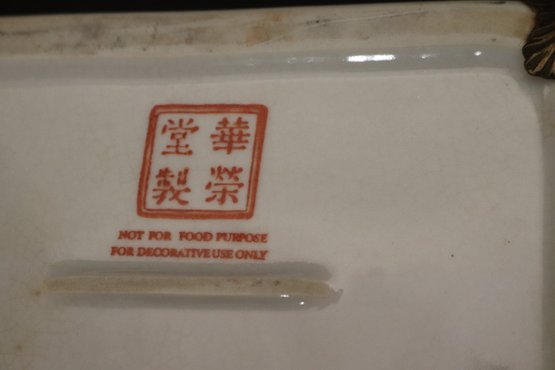 華榮
堂製
NOT FOR FOOD PURPOSE
FOR DECORATIVE USE ONLY